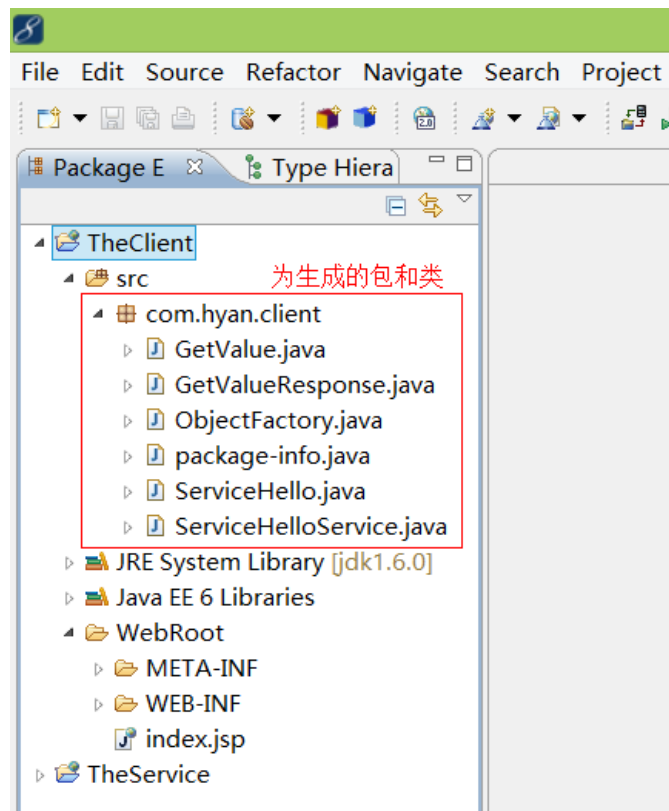 File Edit Source Refactor Navigate Search Project
2.0
Package E Type Hiera
TheClient
src 为生成的包和类
com.hyan.client
GetValue.java
GetValueResponse.java
ObjectFactory.java
package-info.java
ServiceHello.java
ServiceHelloService.java
JRE System Library [jdk1.6.0]
Java EE 6 Libraries
WebRoot
META-INF
WEB-INF
index.jsp
TheService